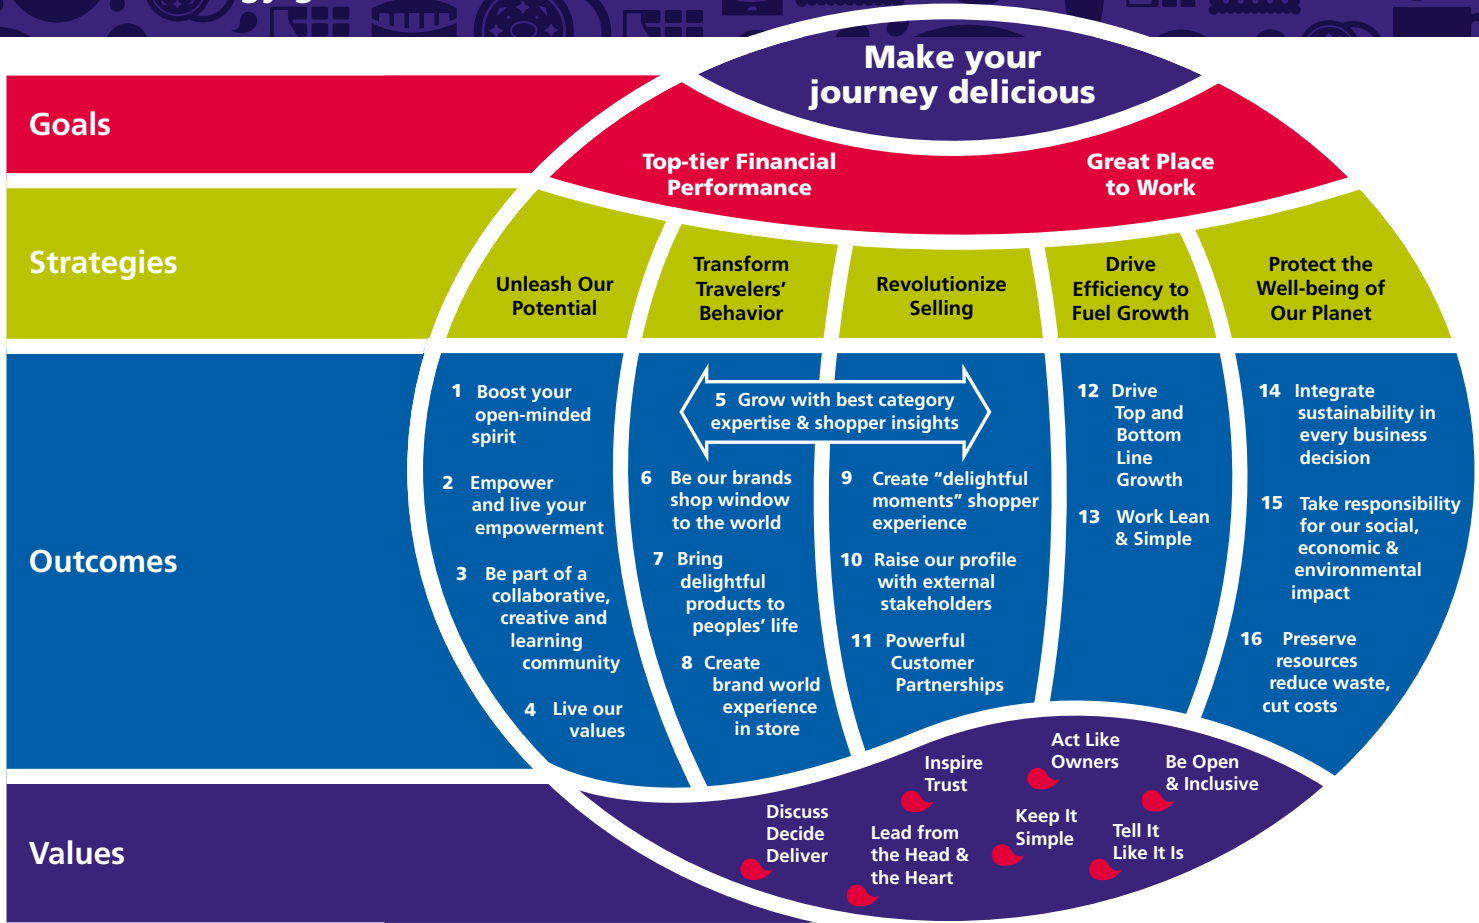 Make your
journey delicious
Goals
Top-tier Financial
Performance
Great Place
to Work
Strategies
Unleash Our
Potential
Transform
Travelers’
Behavior
Revolutionize
Selling
Drive
Efficiency to
Fuel Growth
Protect the
Well-being of
Our Planet
Outcomes
1 Boost your
open-minded
spirit
2 Empower
and live your
empowerment
3 Be part of a
collaborative,
creative and
learning
community
4 Live our
values
5 Grow with best category
expertise & shopper insights
6 Be our brands
shop window
to the world
7 Bring
delightful
products to
peoples’ life
8 Create
brand world
experience
in store
9 Create “delightful
moments” shopper
experience
10 Raise our profile
with external
stakeholders
11 Powerful
Customer
Partnerships
12 Drive
Top and
Bottom
Line
Growth
13 Work Lean
& Simple
14 Integrate
sustainability in
every business
decision
15 Take responsibility
for our social,
economic &
environmental
impact
16 Preserve
resources
reduce waste,
cut costs
Values
Discuss
Decide
Deliver
Inspire
Trust
Lead from
the Head &
the Heart
Act Like
Owners
Keep It
Simple
Be Open
& Inclusive
Tell It
Like It Is